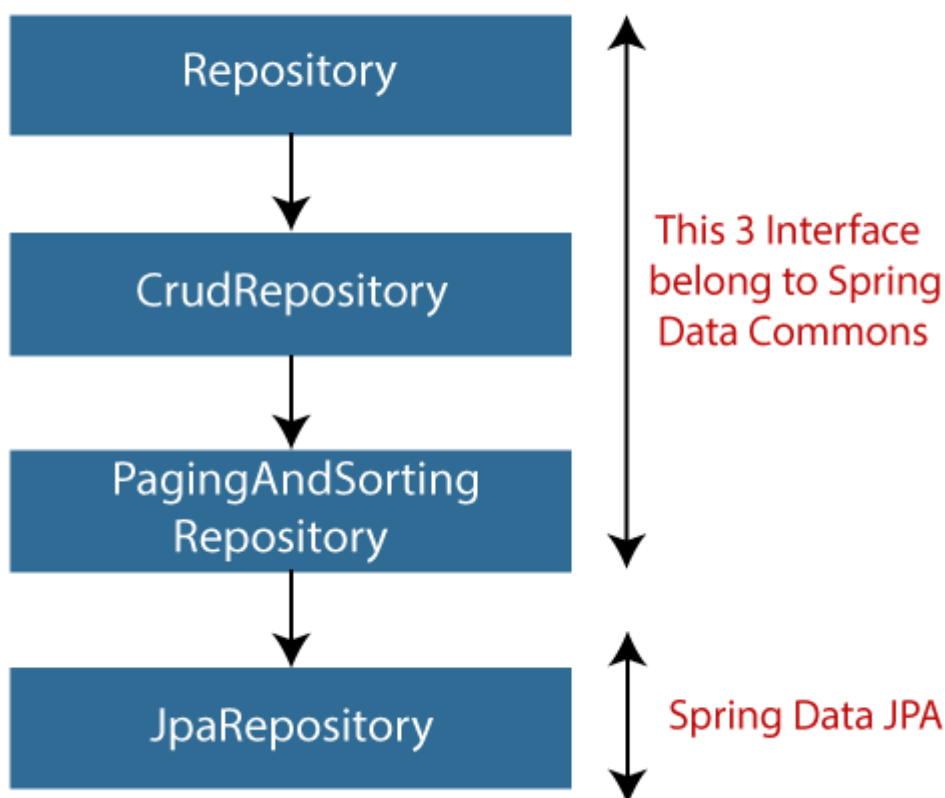 Repository
CrudRepository
This 3 Interface
belong to Spring
Data Commons
PagingAndSorting
Repository
JpaRepository
Spring Data JPA